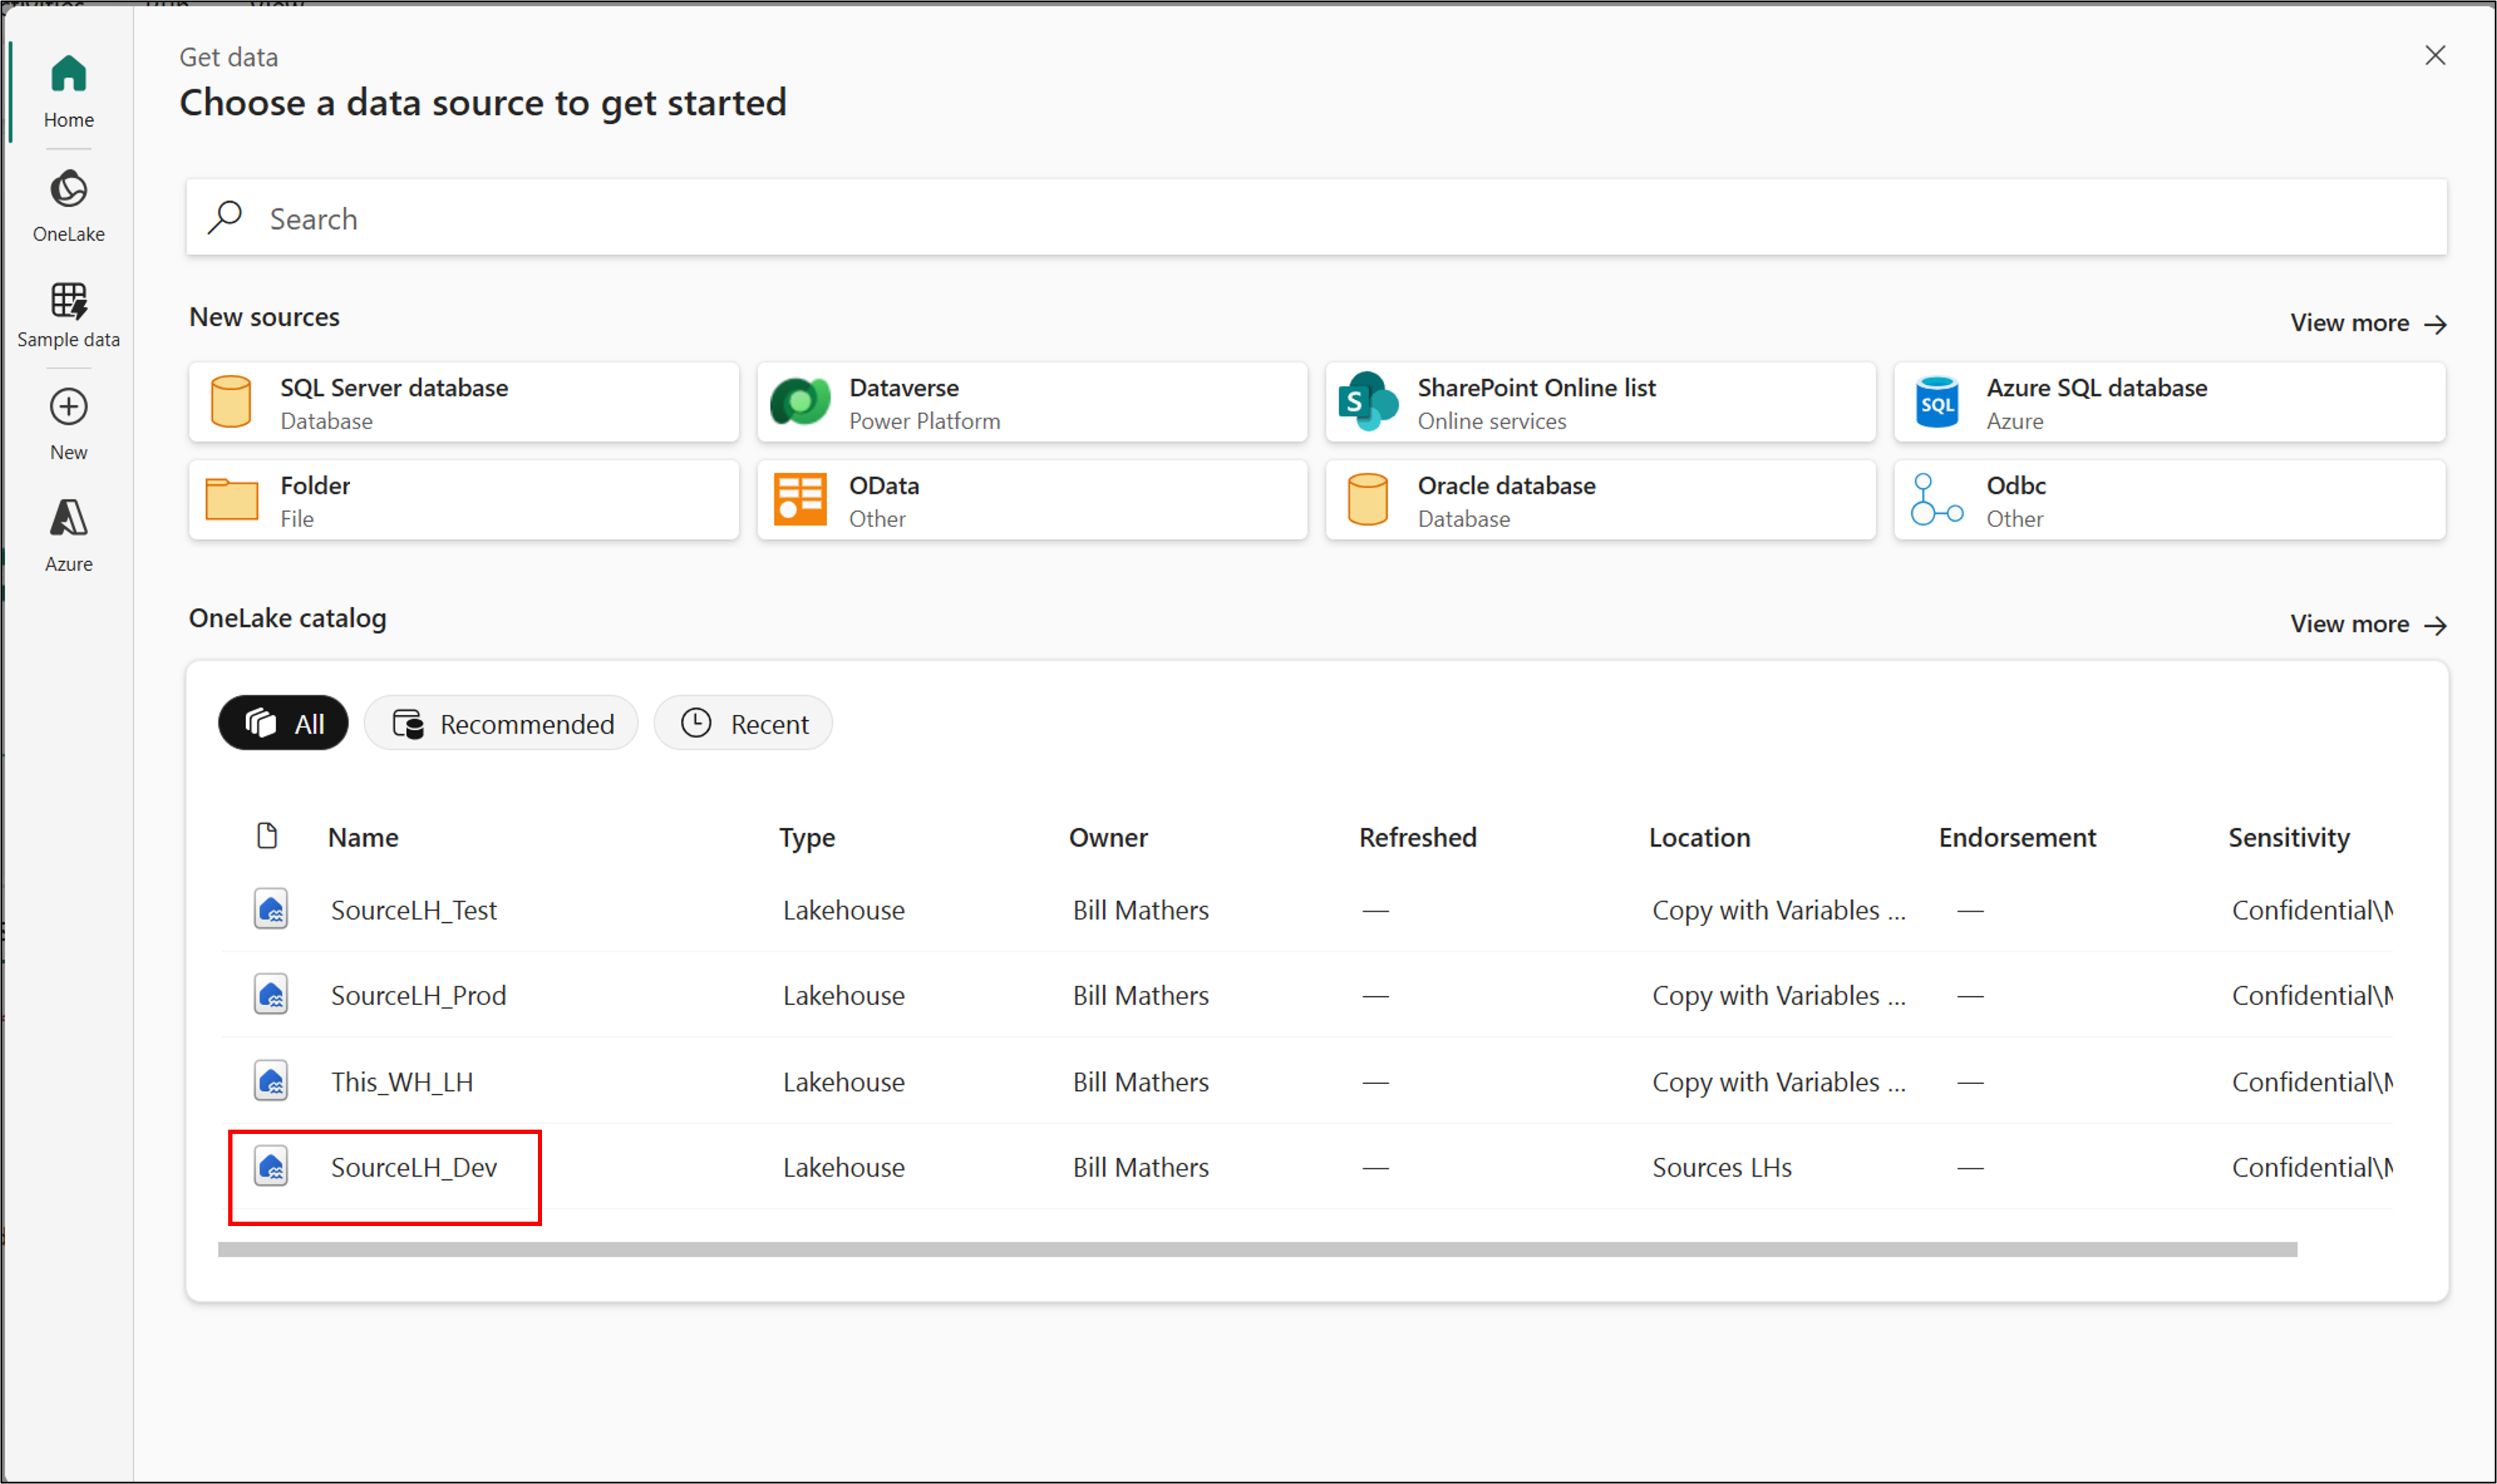 Home
OneLake
Sample data
New
Azure
Get data
Choose a data source to get started
Search
New sources
View more
SQL Server database
Database
Dataverse
Power Platform
SharePoint Online list
Online services
S
Azure SQL database
Azure
SQL
Folder
File
OData
Other
Oracle database
Database
Odbc
Other
OneLake catalog
View more
All Recommended Recent
Name Type Owner Refreshed Location Endorsement Sensitivity
SourceLH_Test Lakehouse Bill Mathers — Copy with Variables ... — Confidential\
SourceLH_Prod Lakehouse Bill Mathers — Copy with Variables ... — Confidential\
This_WH_LH Lakehouse Bill Mathers — Copy with Variables ... — Confidential\
SourceLH_Dev Lakehouse Bill Mathers — Sources LHs — Confidential\